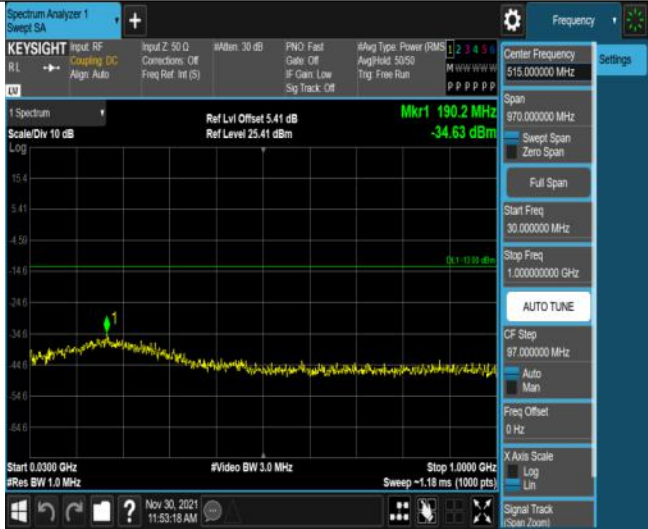 Spectrum Analyzer 1
Swept SA
+
Frequency
KEYSIGHT
RL
Input: RF
Coupling: DC
Align: Auto
Input Z: 50 Ω
Corrections: Off
Freq Ref: Int (S)
#Atten: 30 dB
PNO: Fast
Gate: Off
IF Gain: Low
Sig Track: Off
#Avg Type: Power (RMS
Avg|Hold: 50/50
Trig: Free Run
1 2 3 4 5 6
M W W W W W
P P P P P P
LV
Center Frequency
515.000000 MHz
Settings
Span
970.000000 MHz
Swept Span
Zero Span
Full Span
Start Freq
30.000000 MHz
Stop Freq
1.000000000 GHz
AUTO TUNE
CF Step
97.000000 MHz
Auto
Man
Freq Offset
0 Hz
X Axis Scale
Log
Lin
Signal Track
(Span Zoom)
1 Spectrum
Scale/Div 10 dB
Log
Ref Lvl Offset 5.41 dB
Ref Level 25.41 dBm
Mkr1 190.2 MHz
-34.63 dBm
15.4
5.41
-4.59
-14.6
-24.6
-34.6
-44.6
-54.6
-64.6
DL1 -13.00 dBm
1
Start 0.0300 GHz
#Res BW 1.0 MHz
#Video BW 3.0 MHz
Stop 1.0000 GHz
Sweep ~1.18 ms (1000 pts)
?
Nov 30, 2021
11:53:18 AM